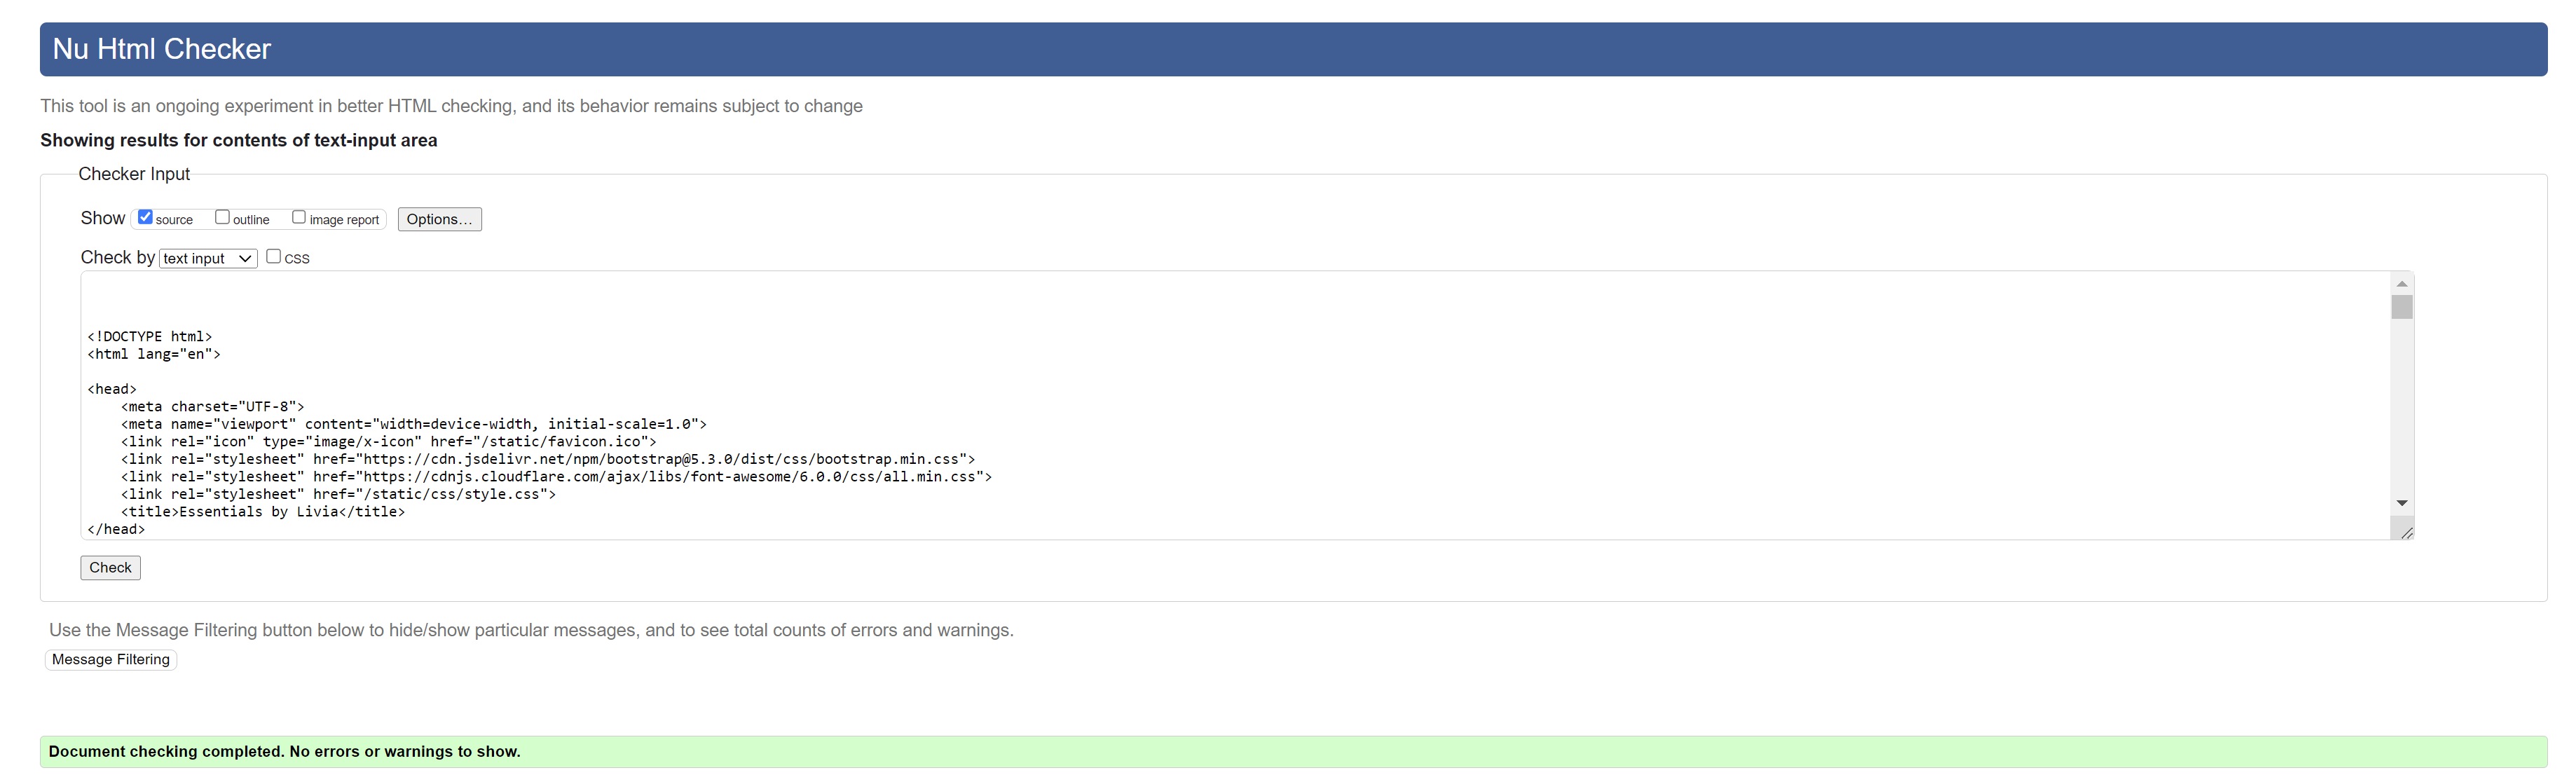 Nu Html Checker
This tool is an ongoing experiment in better HTML checking, and its behavior remains subject to change
Showing results for contents of text-input area
Checker Input
Show source outline image report Options...
Check by text input CSS
<!DOCTYPE html>
<html lang="en">
<head>
    <meta charset="UTF-8">
    <meta name="viewport" content="width=device-width, initial-scale=1.0">
    <link rel="icon" type="image/x-icon" href="/static/favicon.ico">
    <link rel="stylesheet" href="https://cdn.jsdelivr.net/npm/bootstrap@5.3.0/dist/css/bootstrap.min.css">
    <link rel="stylesheet" href="https://cdnjs.cloudflare.com/ajax/libs/font-awesome/6.0.0/css/all.min.css">
    <link rel="stylesheet" href="/static/css/style.css">
    <title>Essentials by Livia</title>
</head>
Check
Use the Message Filtering button below to hide/show particular messages, and to see total counts of errors and warnings.
Message Filtering
Document checking completed. No errors or warnings to show.